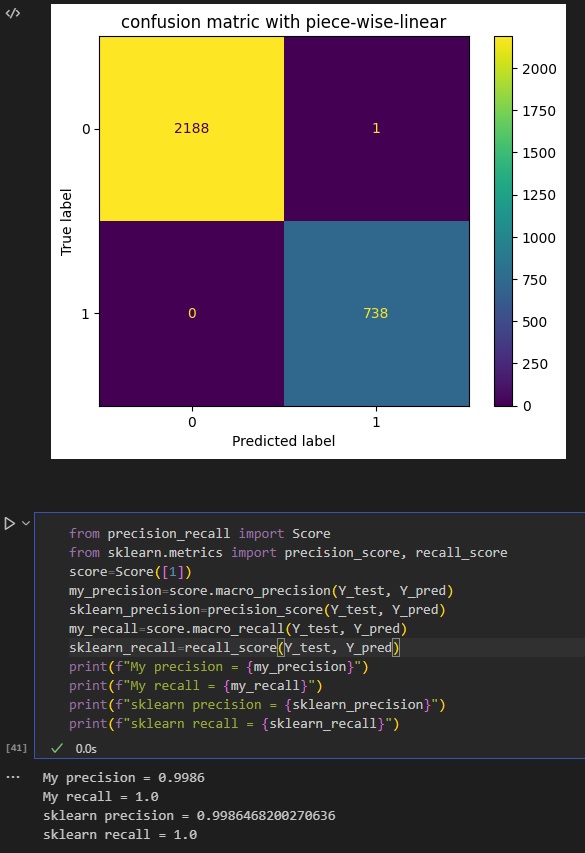 confusion matric with piece-wise-linear
2188 1
0 738
0
1
True label
0 1
Predicted label
2000
1750
1500
1250
1000
750
500
250
0
from precision_recall import Score
from sklearn.metrics import precision_score, recall_score
score=Score([1])
my_precision=score.macro_precision(Y_test, Y_pred)
sklearn_precision=precision_score(Y_test, Y_pred)
my_recall=score.macro_recall(Y_test, Y_pred)
sklearn_recall=recall_score(Y_test, Y_pred)
print(f"My precision = {my_precision}")
print(f"My recall = {my_recall}")
print(f"sklearn precision = {sklearn_precision}")
print(f"sklearn recall = {sklearn_recall}")
[41] ✓ 0.0s
... My precision = 0.9986
My recall = 1.0
sklearn precision = 0.9986468200270636
sklearn recall = 1.0